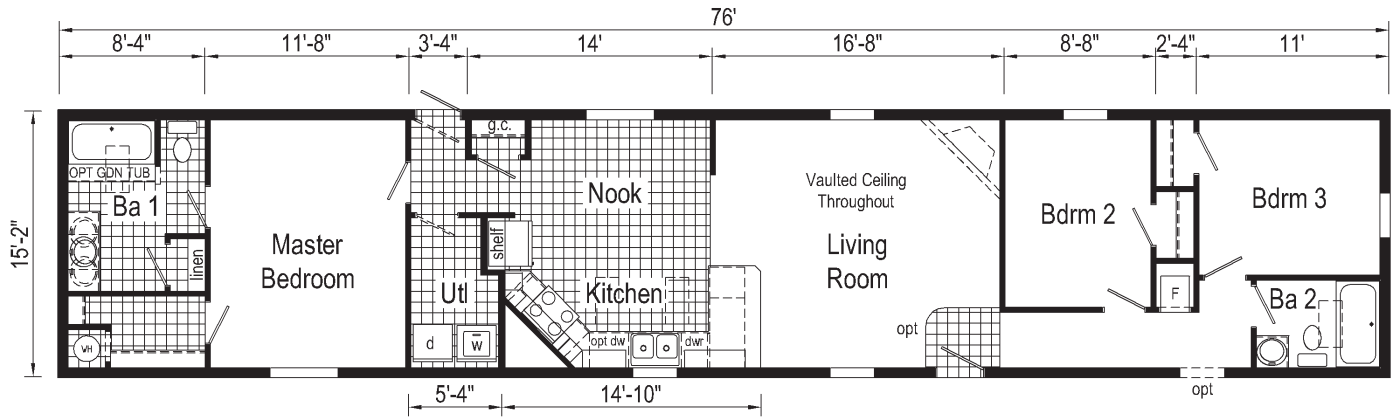 76'
8'-4"
11'-8"
3'-4"
14'
16'-8"
8'-8"
2'-4"
11'
15'-2"
g.c.
OPT GDN TUB
Ba 1
linen
WH
Master
Bedroom
shelf
Utl
d
w
Nook
Kitchen
opt dw
dwr
Vaulted Ceiling
Throughout
Living
Room
opt
Bdrm 2
F
Bdrm 3
Ba 2
opt
5'-4"
14'-10"